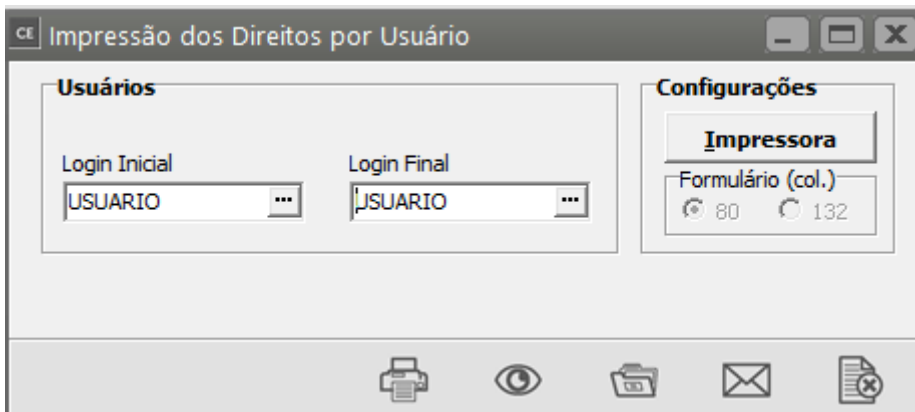 CE Impressão dos Direitos por Usuário
Usuários
Login Inicial
USUARIO ...
Login Final
USUARIO ...
Configurações
Impressora
Formulário (col.)
80 132